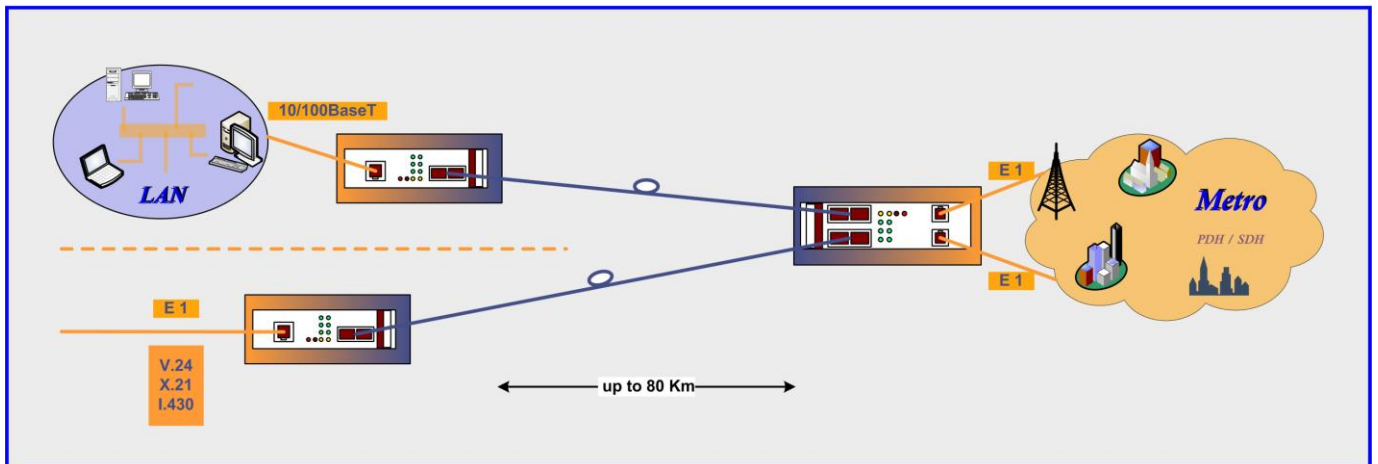 10/100BaseT
LAN
E 1
Metro
PDH / SDH
E 1
E 1
V.24
X.21
I.430
up to 80 Km